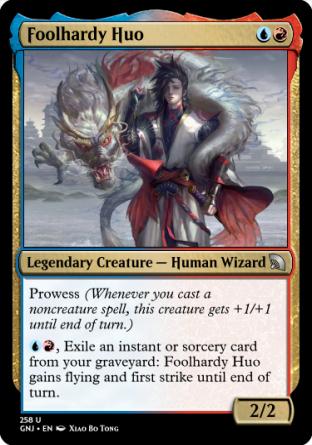 Foolhardy Huo
Legendary Creature — Human Wizard
Prowess (Whenever you cast a
noncreature spell, this creature gets +1/+1
until end of turn.)
, Exile an instant or sorcery card
from your graveyard: Foolhardy Huo
gains flying and first strike until end of
turn.
2/2
258 U
GNJ • EN Xiao Bo Tong